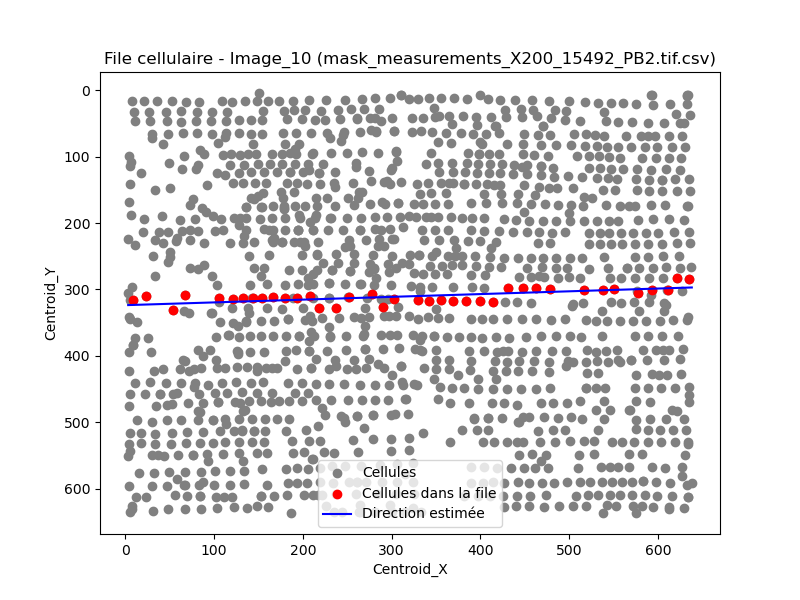 File cellulaire - Image_10 (mask_measurements_X200_15492_PB2.tif.csv)
0
100
200
300
400
500
600
Centroid_Y
Cellules
Cellules dans la file
Direction estimée
0 100 200 300 400 500 600
Centroid_X